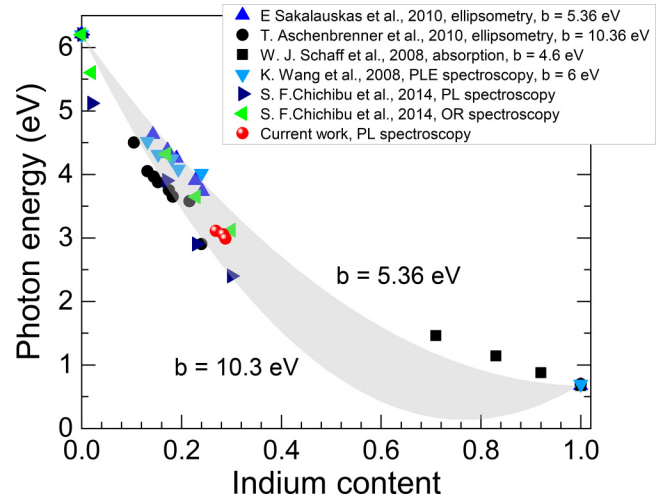 E Sakalauskas et al., 2010, ellipsometry, b = 5.36 eV
T. Aschenbrenner et al., 2010, ellipsometry, b = 10.36 eV
W. J. Schaff et al., 2008, absorption, b = 4.6 eV
K. Wang et al., 2008, PLE spectroscopy, b = 6 eV
S. F.Chichibu et al., 2014, PL spectroscopy
S. F.Chichibu et al., 2014, OR spectroscopy
Current work, PL spectroscopy
Photon energy (eV)
6
5
4
3
2
1
0
b = 5.36 eV
b = 10.3 eV
0.0 0.2 0.4 0.6 0.8 1.0
Indium content